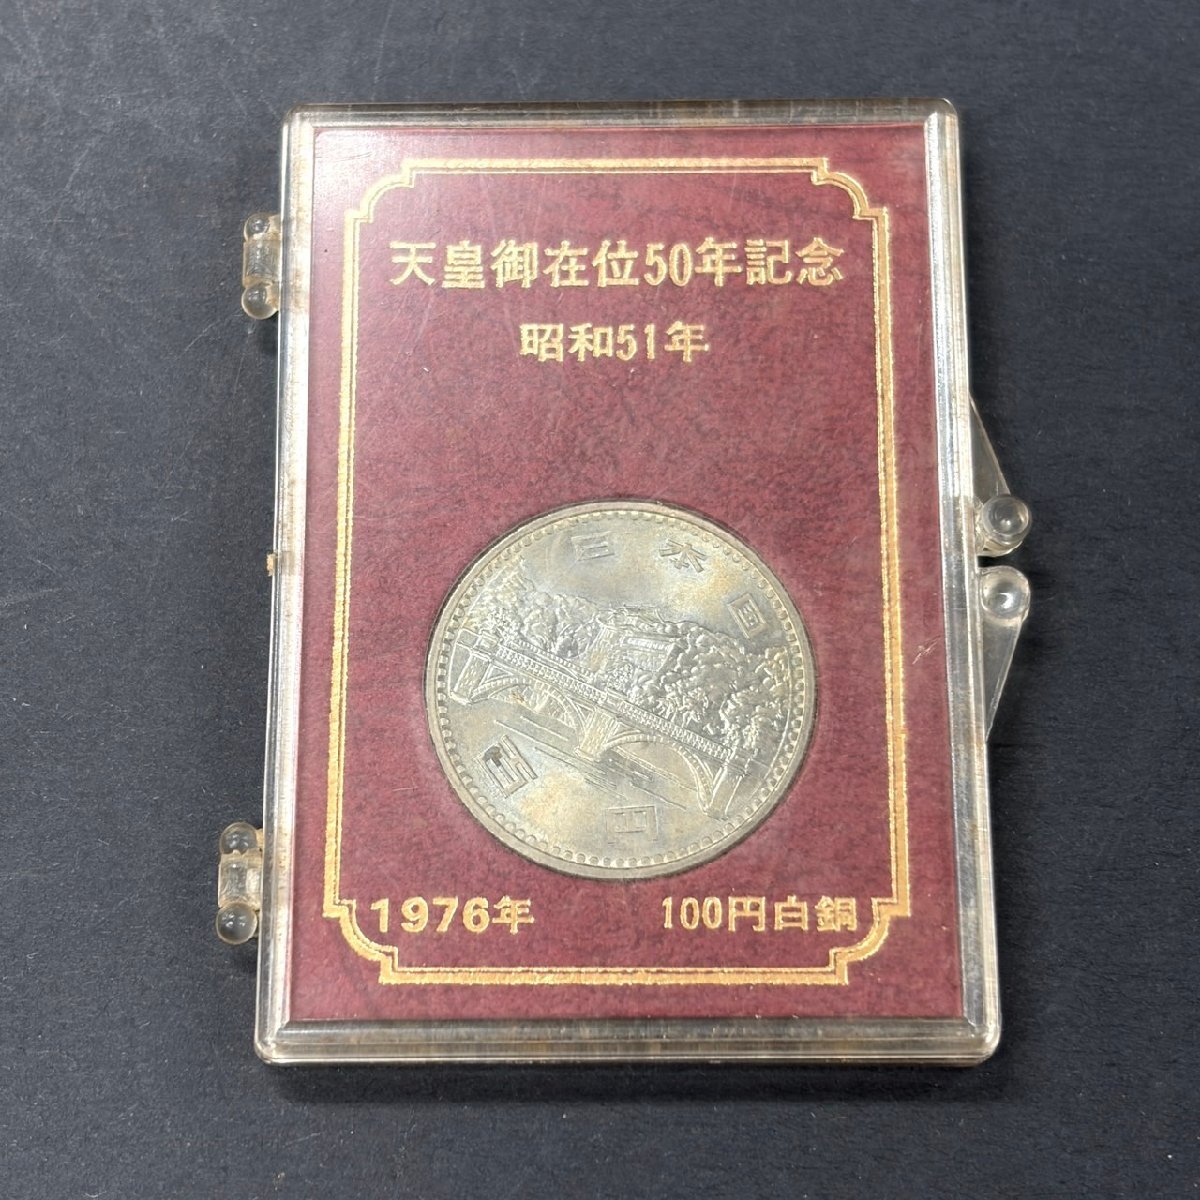 天皇御在位50年記念
昭和51年
日本国
百円
1976年 100円白銅